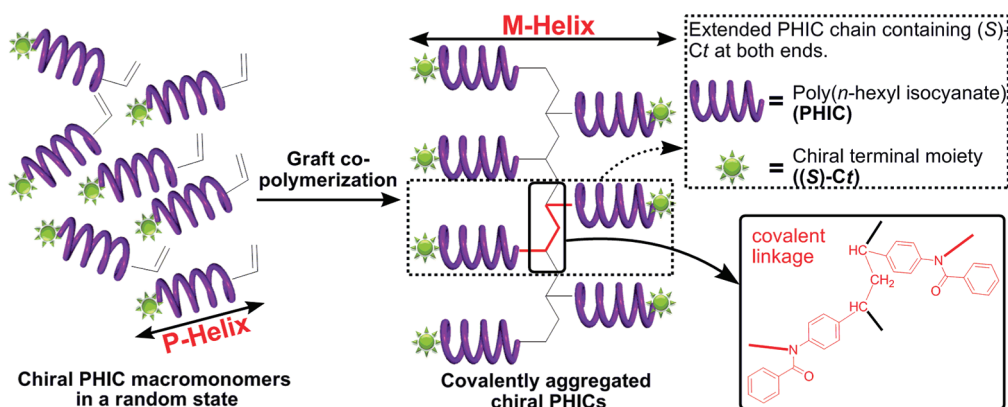 M-Helix
Extended PHIC chain containing (S)-
Ct at both ends.
= Poly(n-hexyl isocyanate)
(PHIC)
= Chiral terminal moiety
((S)-Ct)
Graft co-
polymerization
P-Helix
Chiral PHIC macromonomers
in a random state
Covalently aggregated
chiral PHICs
covalent
linkage
HC
CH2
HC
N
O
N
O